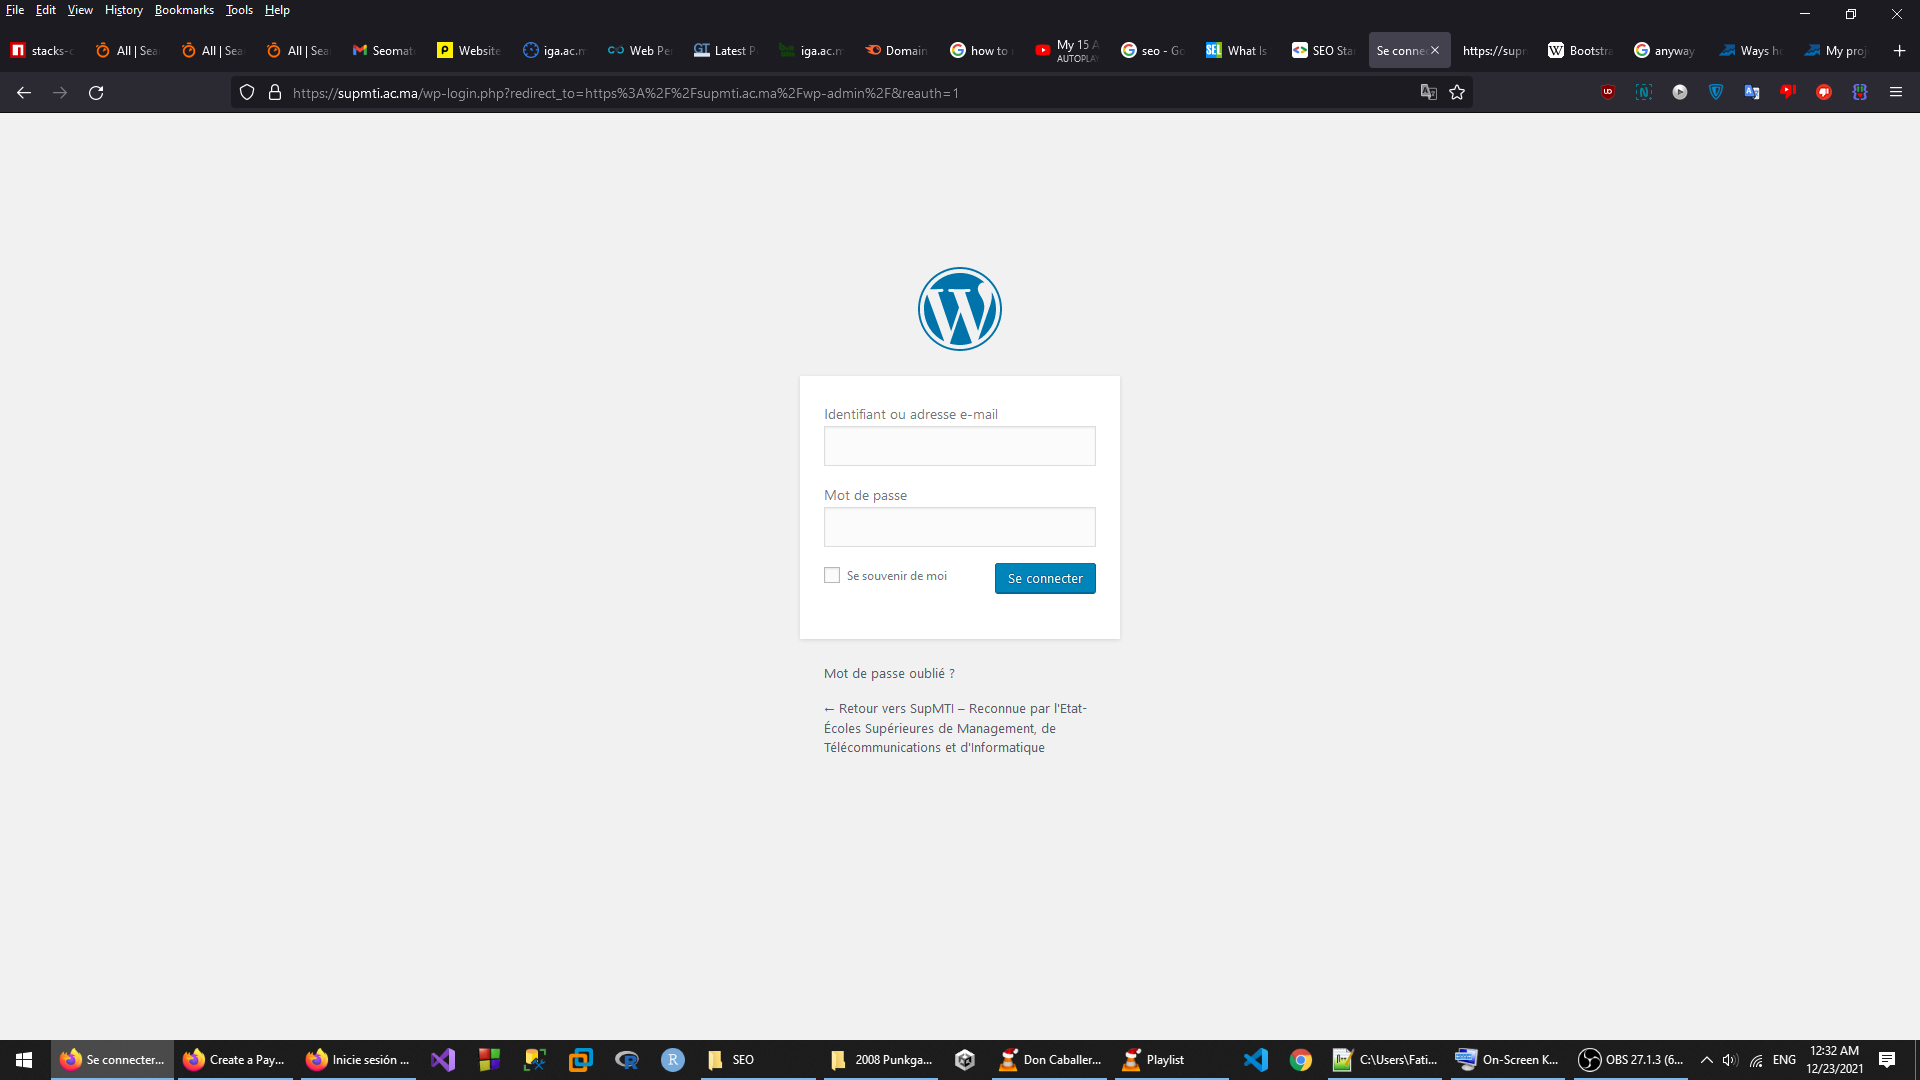 File Edit View History Bookmarks Tools Help
stacks-c
All | Sea
All | Sea
All | Sea
Seomat
Website
iga.ac.m
Web Pe
Latest P
iga.ac.m
Domain
how to
My 15 A
AUTOPLAY
seo - Go
What Is
SEO Sta
Se connec
https://supm
Bootstra
anyway
Ways ho
My proj
https://supmti.ac.ma/wp-login.php?redirect_to=https%3A%2F%2Fsupmti.ac.ma%2Fwp-admin%2F&reauth=1
Identifiant ou adresse e-mail
Mot de passe
Se souvenir de moi
Se connecter
Mot de passe oublié ?
← Retour vers SupMTI – Reconnue par l'Etat-
Écoles Supérieures de Management, de
Télécommunications et d'Informatique
Se connecter...
Create a Pay...
Inicie sesión ...
SEO
2008 Punkga...
Don Caballer...
Playlist
C:\Users\Fati...
On-Screen K...
OBS 27.1.3 (6...
ENG
12:32 AM
12/23/2021